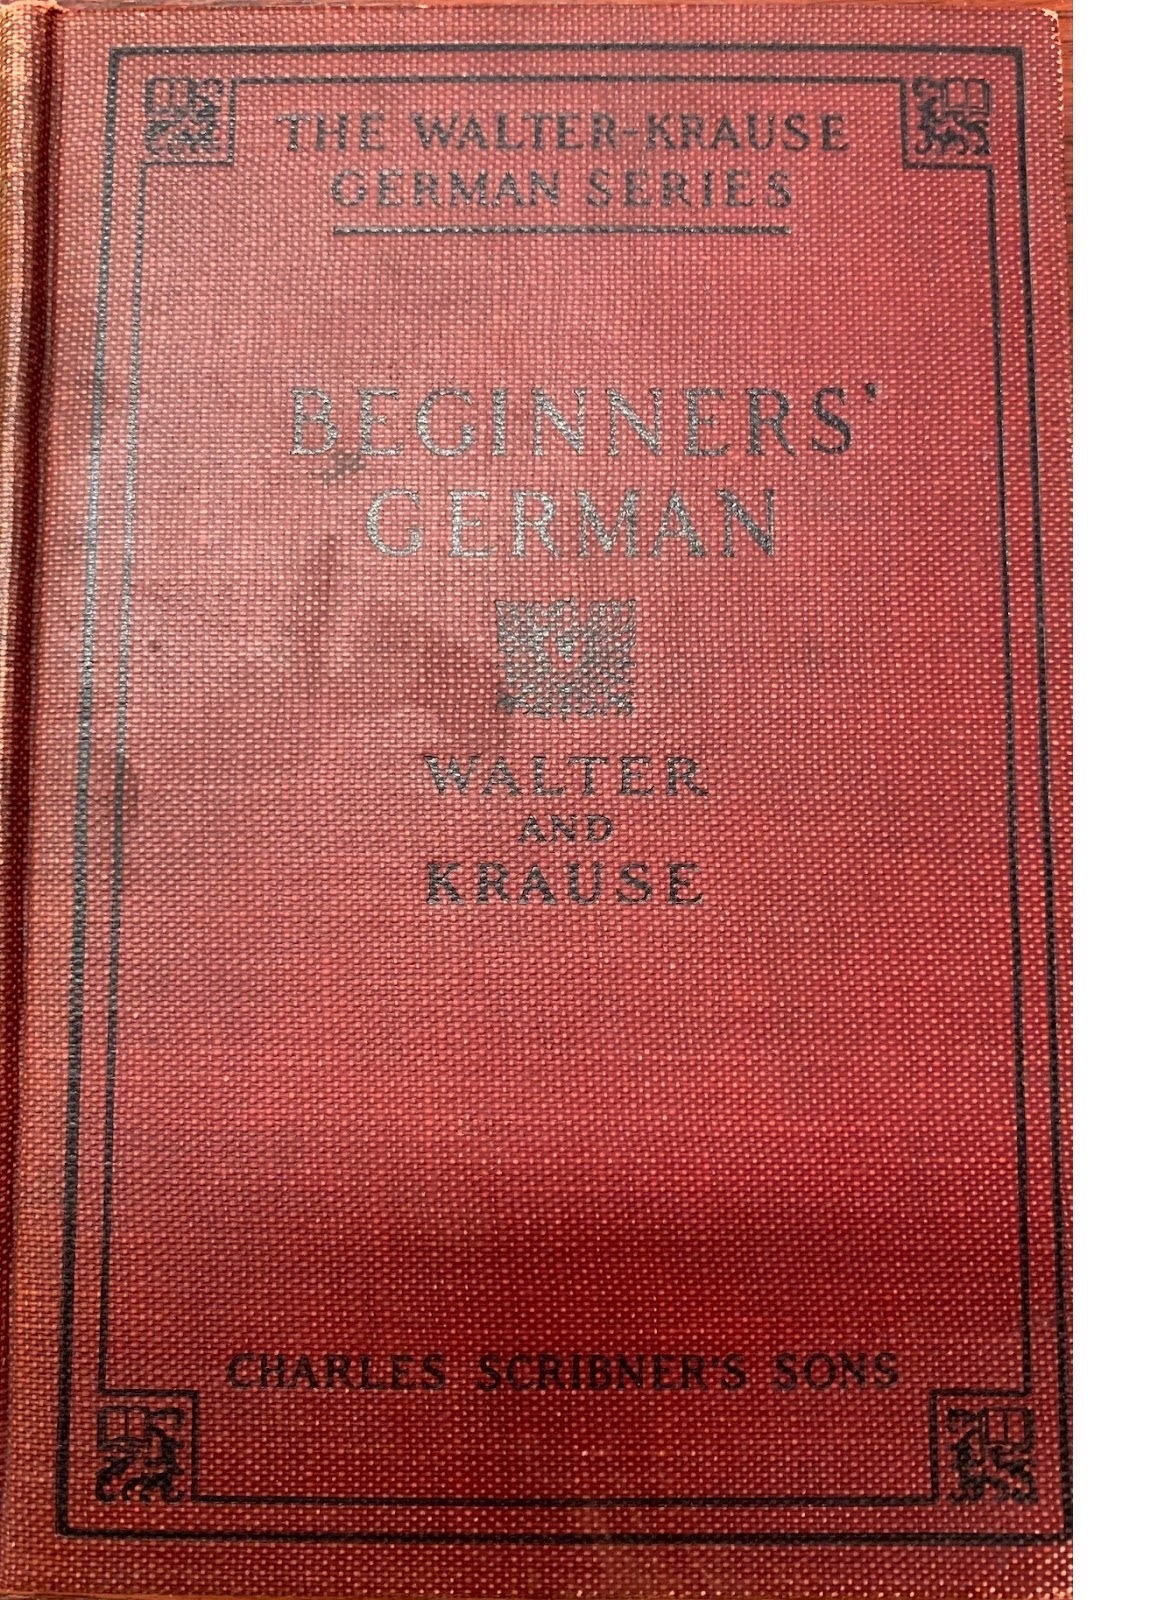 THE WALTER-KRAUSE
GERMAN SERIES
BEGINNERS'
GERMAN
WALTER
AND
KRAUSE
CHARLES SCRIBNER'S SONS